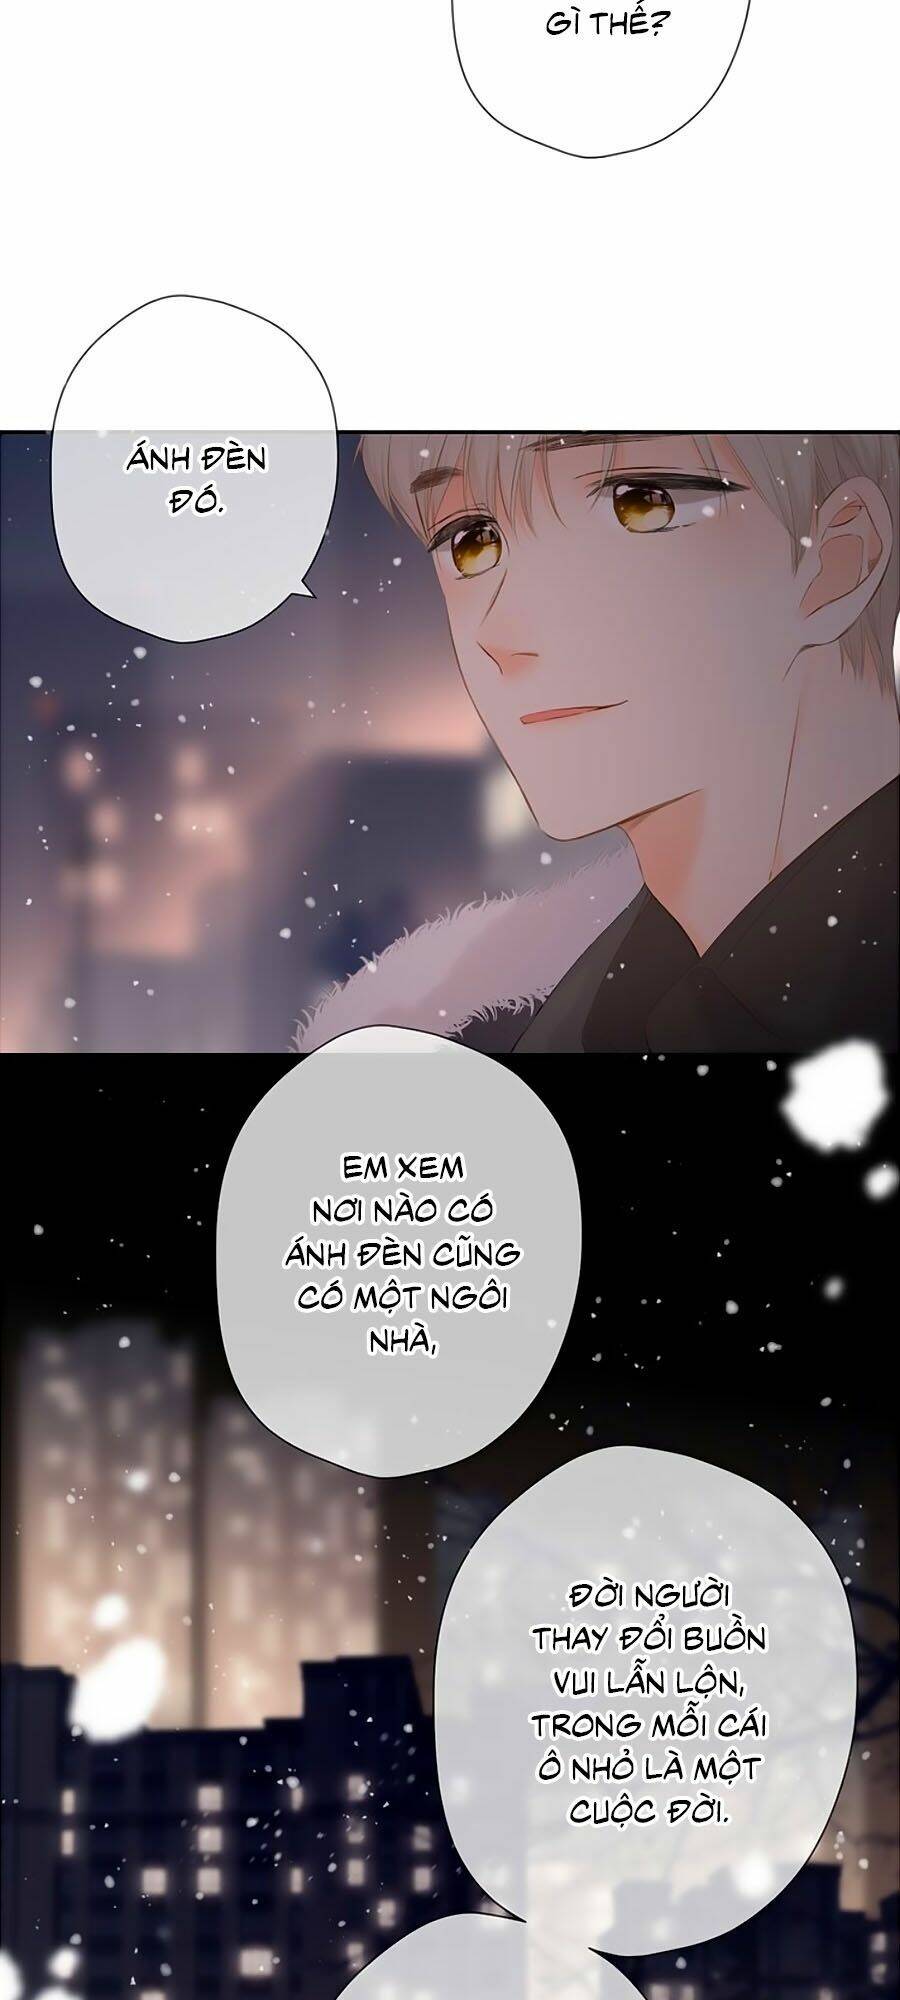 GÌ THẾ?
ÁNH ĐÈN
ĐÓ.
EM XEM
NƠI NÀO CÓ
ÁNH ĐÈN CŨNG
CÓ MỘT NGÔI
NHÀ,
ĐỜI NGƯỜI
THAY ĐỔI BUỒN
VUI LẪN LỘN,
TRONG MỖI CÁI
Ô NHỎ LÀ MỘT
CUỘC ĐỜI.